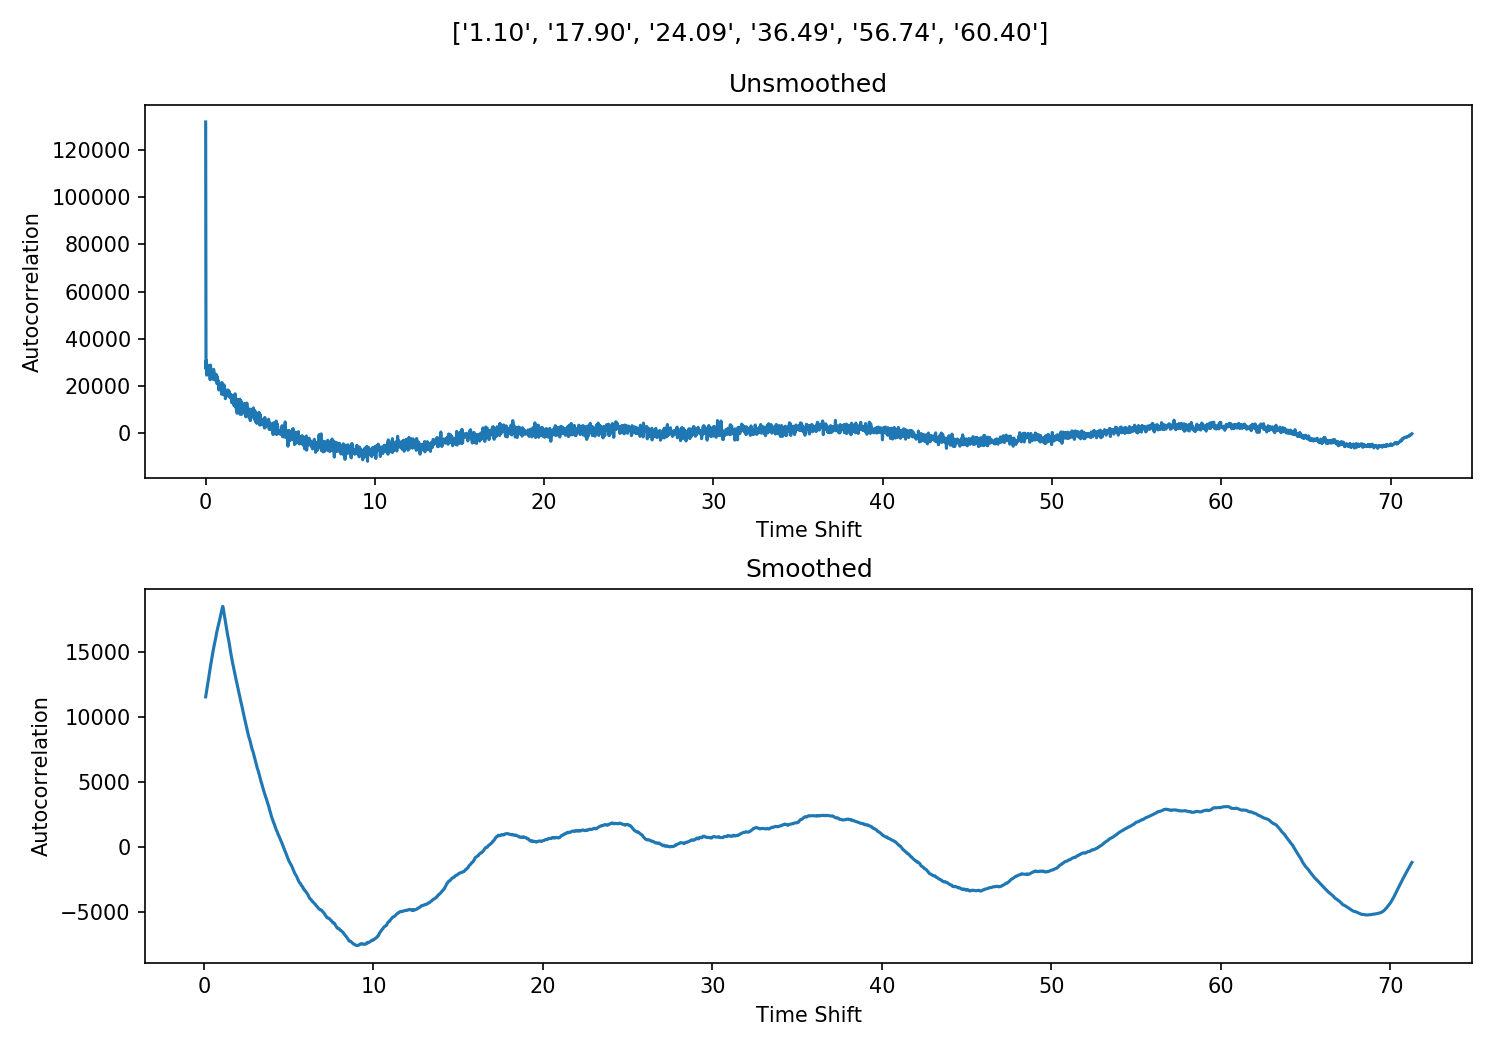 ['1.10', '17.90', '24.09', '36.49', '56.74', '60.40']
Unsmoothed
120000
100000
80000
60000
40000
20000
0
Autocorrelation
0 10 20 30 40 50 60 70
Time Shift
Smoothed
15000
10000
5000
0
−5000
Autocorrelation
0 10 20 30 40 50 60 70
Time Shift